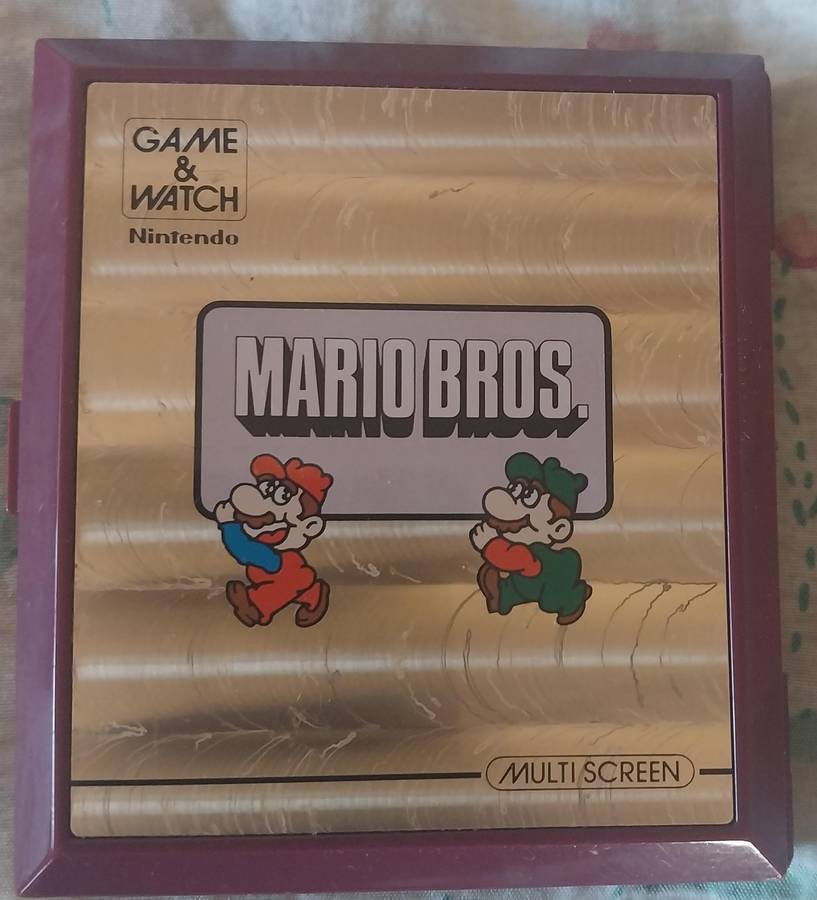 GAME
&
WATCH
Nintendo
MARIO BROS.
MULTI SCREEN